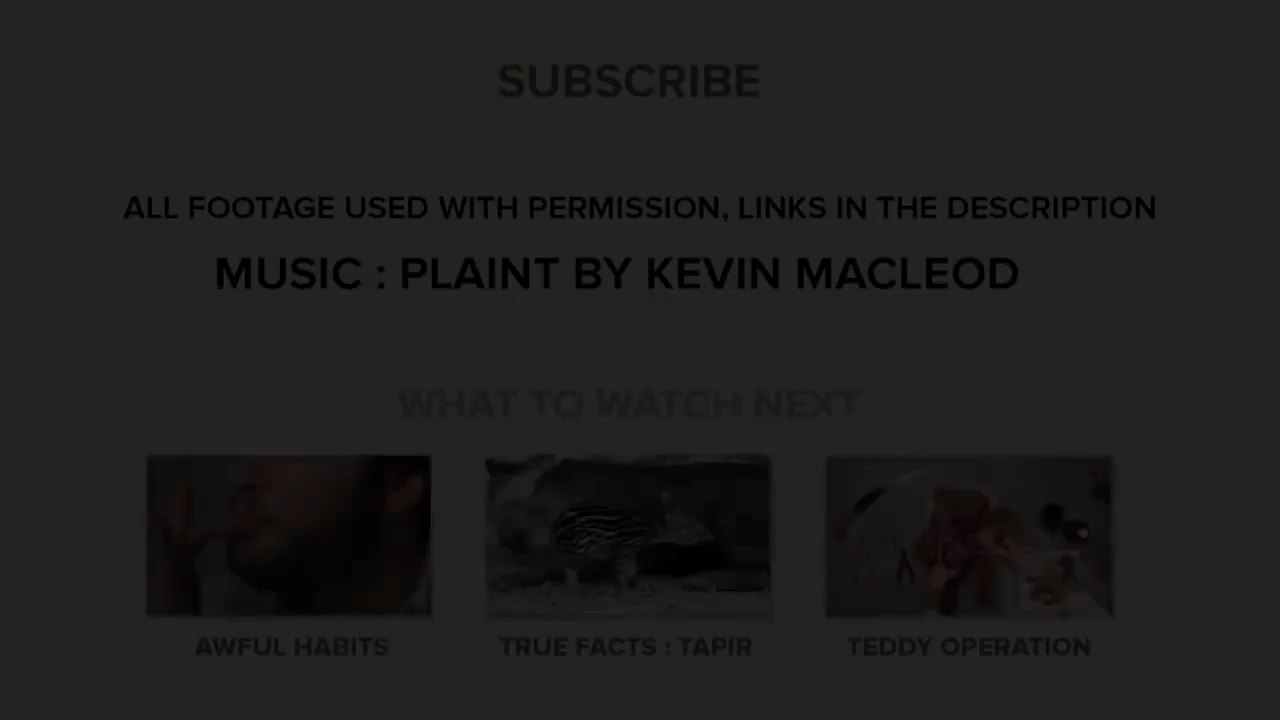 SUBSCRIBE
ALL FOOTAGE USED WITH PERMISSION, LINKS IN THE DESCRIPTION
MUSIC : PLAINT BY KEVIN MACLEOD
WHAT TO WATCH NEXT
AWFUL HABITS
TRUE FACTS : TAPIR
TEDDY OPERATION